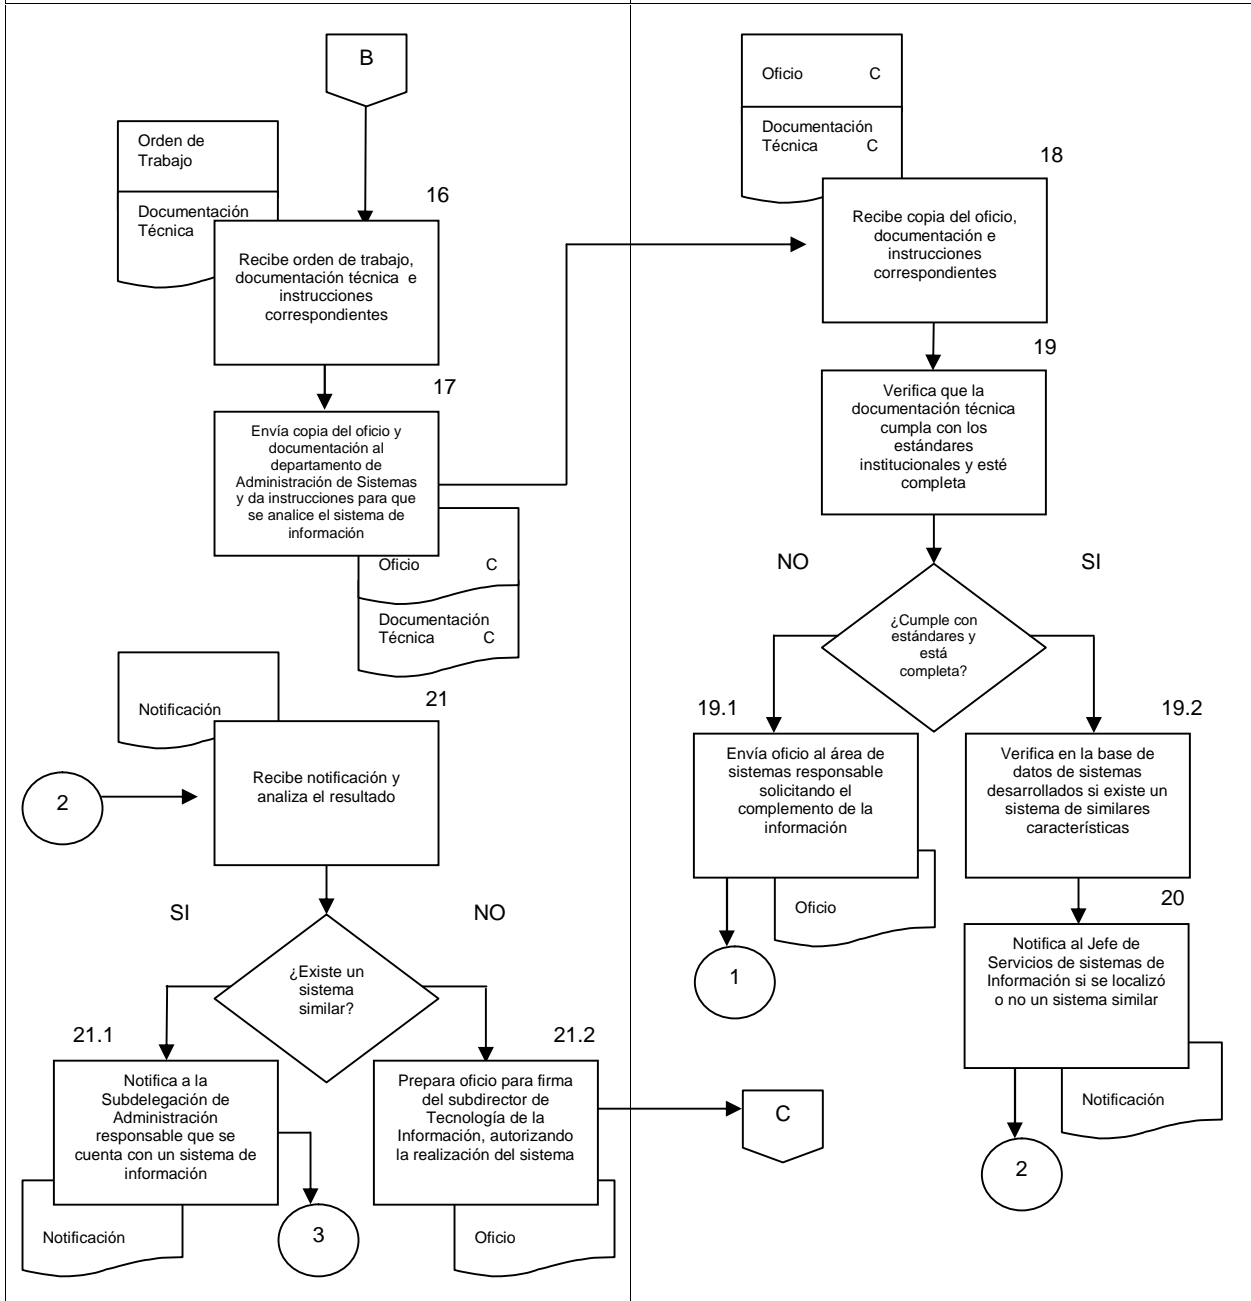 B
Orden de
Trabajo
Documentación
Técnica
16
Recibe orden de trabajo,
documentación técnica e
instrucciones
correspondientes
17
Envía copia del oficio y
documentación al
departamento de
Administración de Sistemas
y da instrucciones para que
se analice el sistema de
información
Oficio C
Documentación
Técnica C
Notificación
21
Recibe notificación y
analiza el resultado
2
SI
NO
¿Existe un
sistema
similar?
21.1
Notifica a la
Subdelegación de
Administración
responsable que se
cuenta con un sistema de
información
Notificación
3
21.2
Prepara oficio para firma
del subdirector de
Tecnología de la
Información, autorizando
la realización del sistema
Oficio
C
Oficio C
Documentación
Técnica C
18
Recibe copia del oficio,
documentación e
instrucciones
correspondientes
19
Verifica que la
documentación técnica
cumpla con los
estándares
institucionales y esté
completa
NO
SI
¿Cumple con
estándares y
está
completa?
19.1
Envía oficio al área de
sistemas responsable
solicitando el
complemento de la
información
Oficio
1
19.2
Verifica en la base de
datos de sistemas
desarrollados si existe un
sistema de similares
características
20
Notifica al Jefe de
Servicios de sistemas de
Información si se localizó
o no un sistema similar
Notificación
2